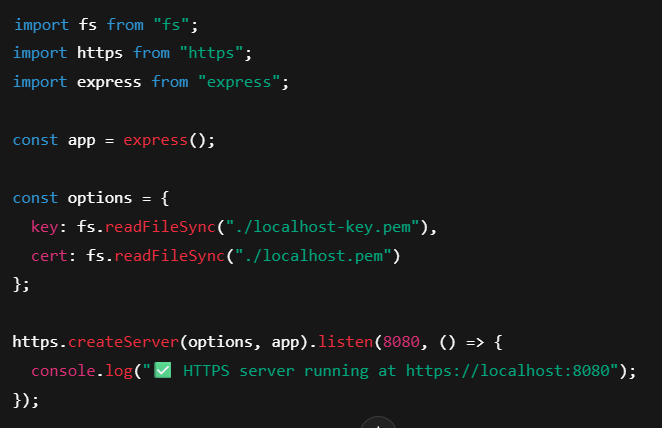 import fs from "fs";
import https from "https";
import express from "express";
const app = express();
const options = {
key: fs.readFileSync("./localhost-key.pem"),
cert: fs.readFileSync("./localhost.pem")
};
https.createServer(options, app).listen(8080, () => {
console.log("✅ HTTPS server running at https://localhost:8080");
});